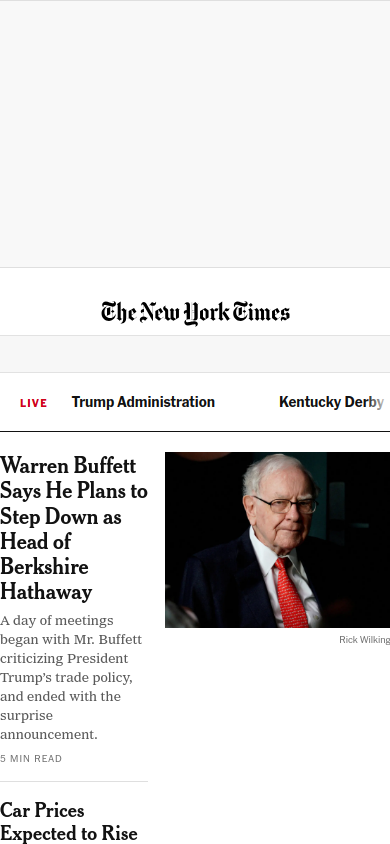 The New York Times
LIVE Trump Administration Kentucky Derby
Warren Buffett
Says He Plans to
Step Down as
Head of
Berkshire
Hathaway
A day of meetings
began with Mr. Buffett
criticizing President
Trump’s trade policy,
and ended with the
surprise
announcement.
5 MIN READ
Rick Wilking
Car Prices
Expected to Rise